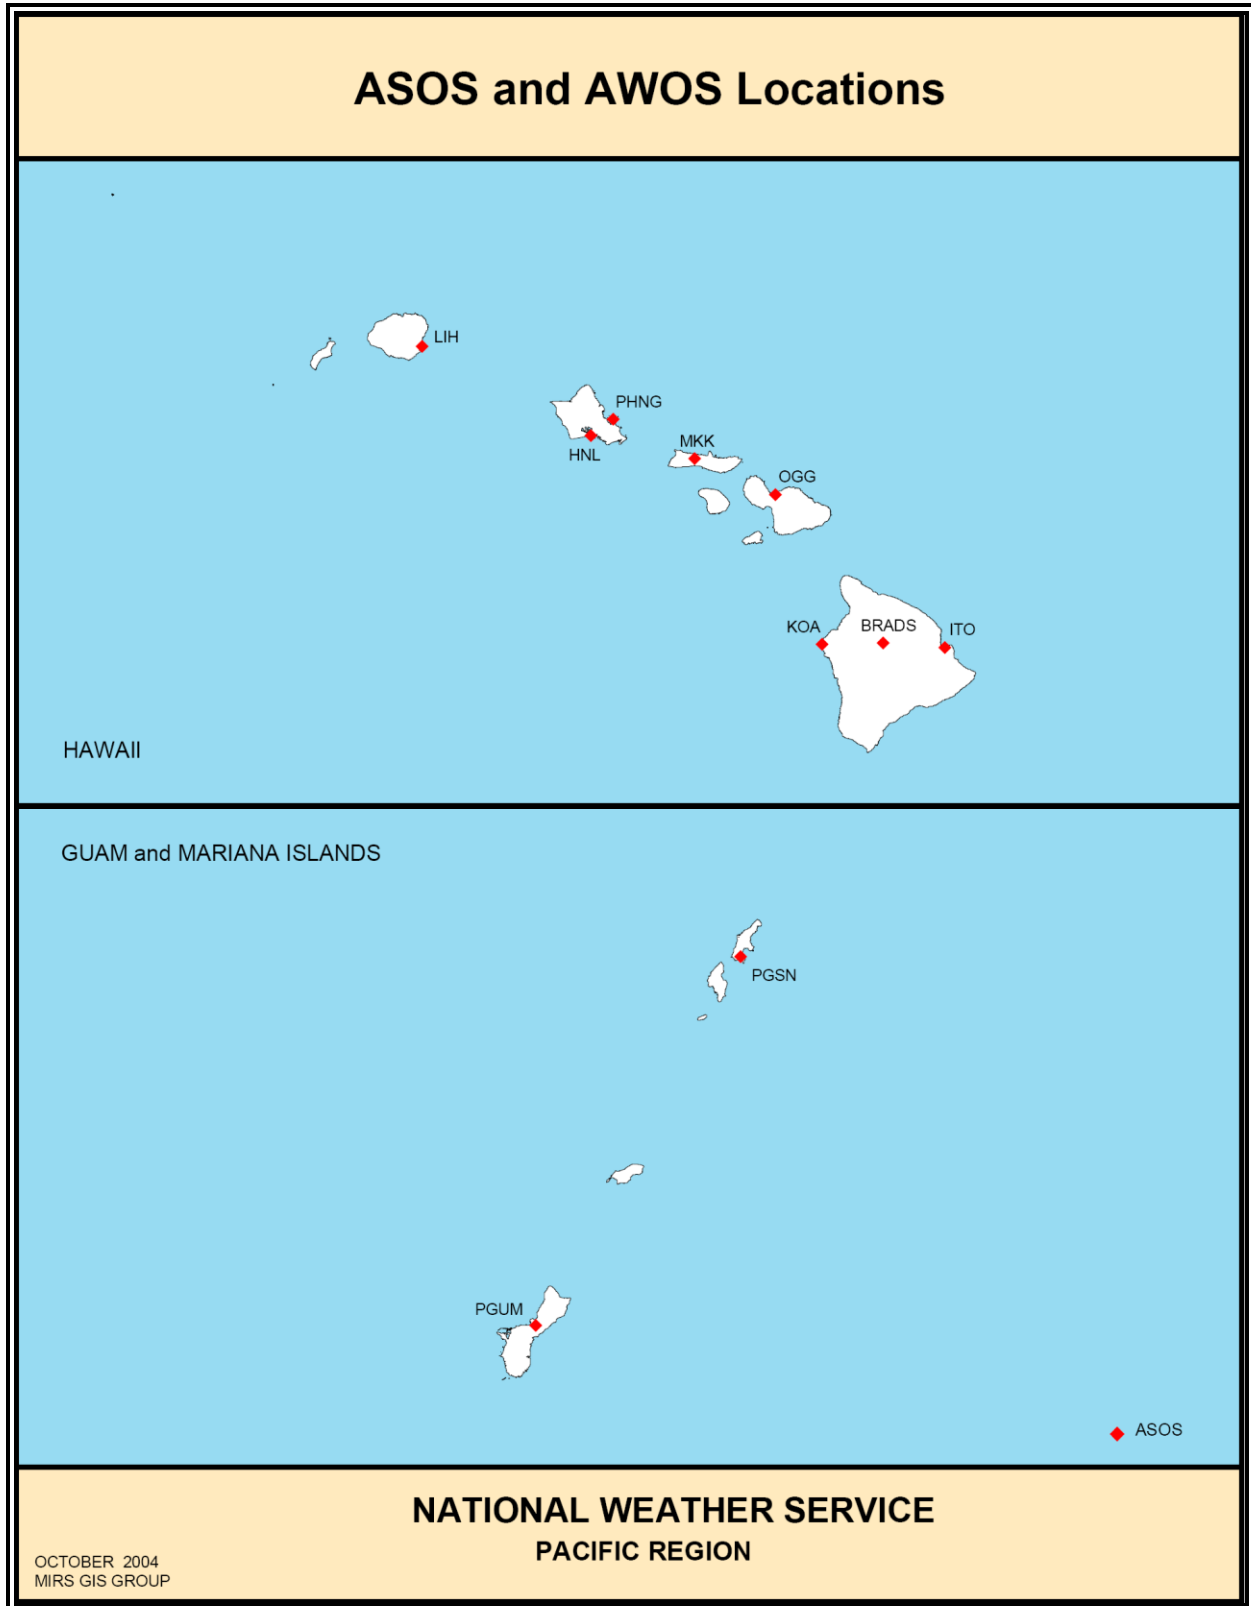 ASOS and AWOS Locations
LIH
PHNG
HNL
MKK
OGG
KOA
BRADS
ITO
HAWAII
GUAM and MARIANA ISLANDS
PGSN
PGUM
ASOS
NATIONAL WEATHER SERVICE
PACIFIC REGION
OCTOBER 2004
MIRS GIS GROUP